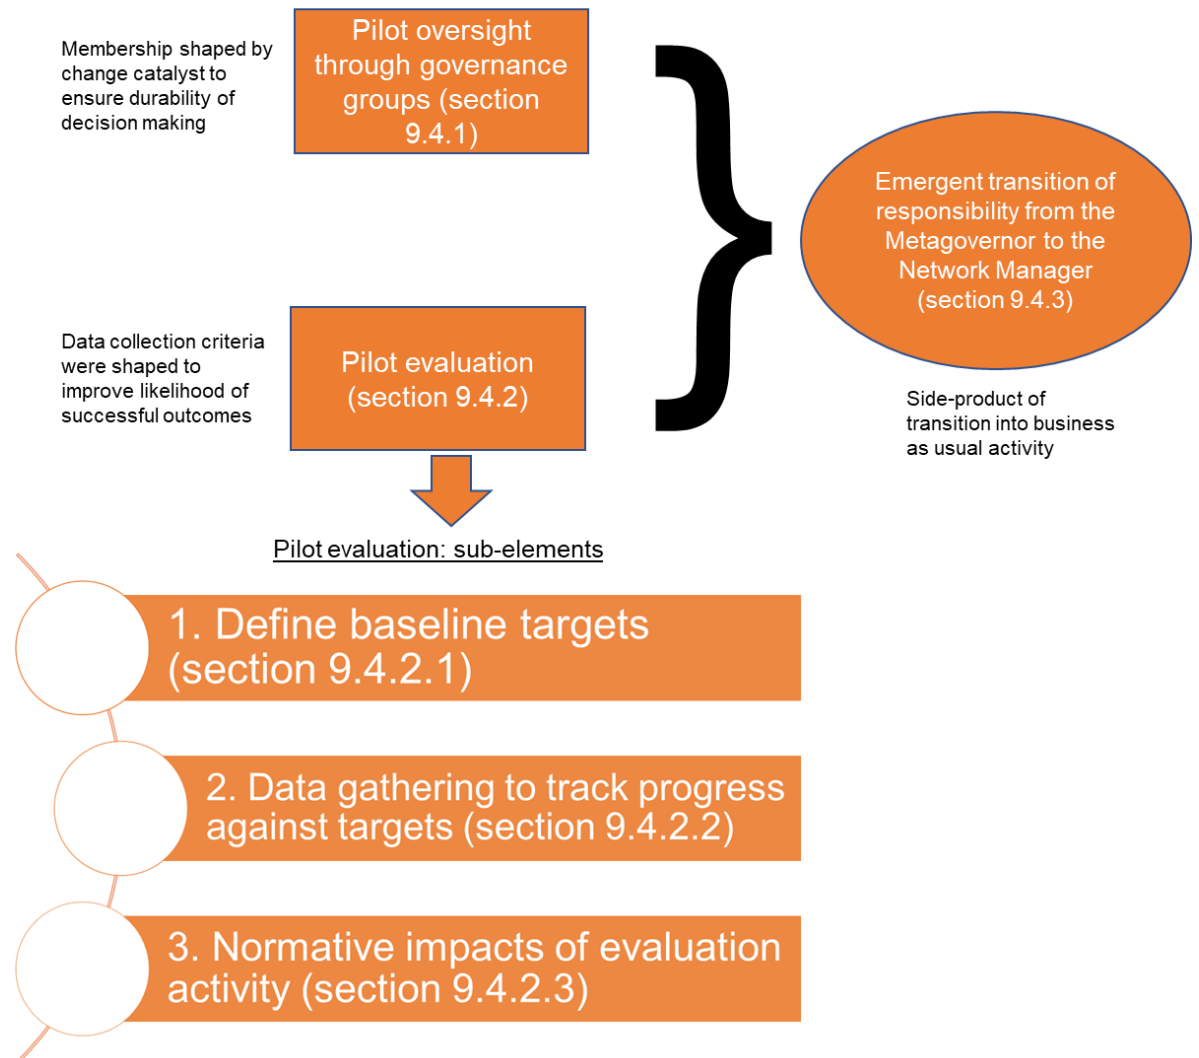 Membership shaped by
change catalyst to
ensure durability of
decision making
Pilot oversight
through governance
groups (section
9.4.1)
Emergent transition of
responsibility from the
Metagovernor to the
Network Manager
(section 9.4.3)
Data collection criteria
were shaped to
improve likelihood of
successful outcomes
Pilot evaluation
(section 9.4.2)
Side-product of
transition into business
as usual activity
Pilot evaluation: sub-elements
1. Define baseline targets
(section 9.4.2.1)
2. Data gathering to track progress
against targets (section 9.4.2.2)
3. Normative impacts of evaluation
activity (section 9.4.2.3)